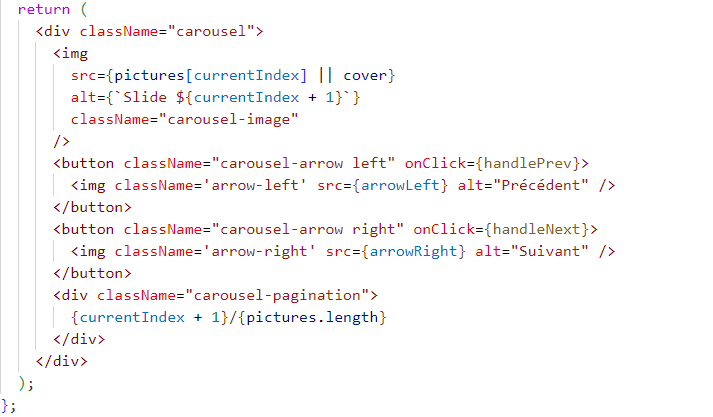 return (
<div className="carousel">
<img
src={pictures[currentIndex] || cover}
alt={`Slide ${currentIndex + 1}`}
className="carousel-image"
/>
<button className="carousel-arrow left" onClick={handlePrev}>
<img className='arrow-left' src={arrowLeft} alt="Précédent" />
</button>
<button className="carousel-arrow right" onClick={handleNext}>
<img className='arrow-right' src={arrowRight} alt="Suivant" />
</button>
<div className="carousel-pagination">
{currentIndex + 1}/{pictures.length}
</div>
</div>
);
};